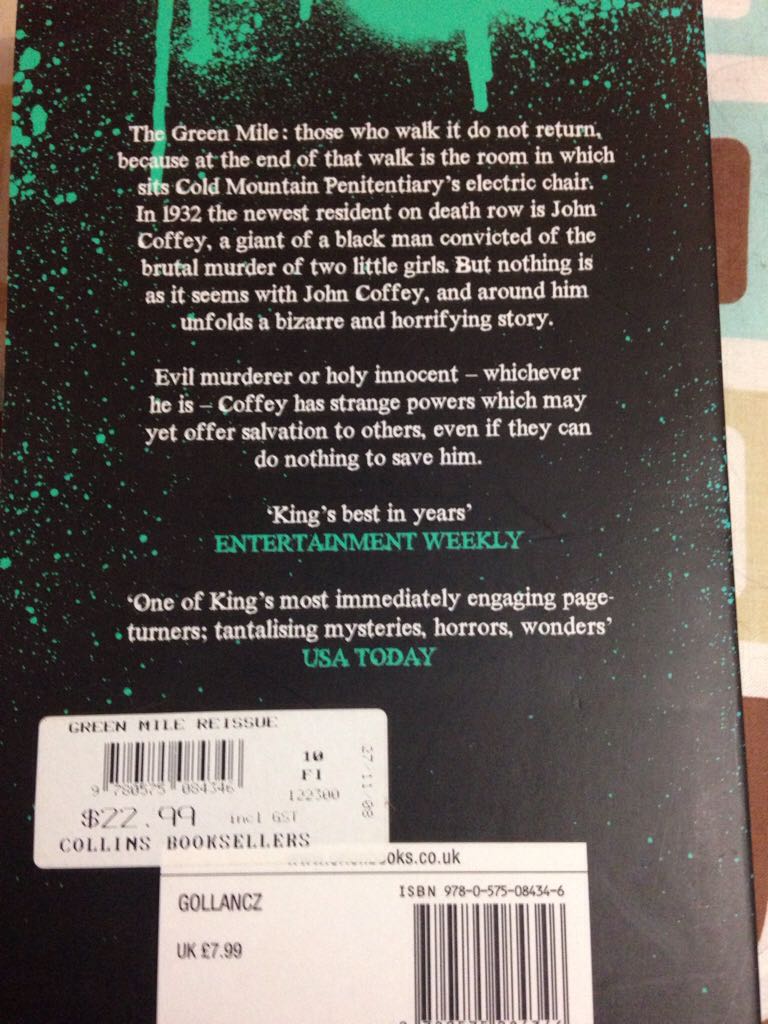 The Green Mile: those who walk it do not return,
because at the end of that walk is the room in which
sits Cold Mountain Penitentiary's electric chair.
In 1932 the newest resident on death row is John
Coffey, a giant of a black man convicted of the
brutal murder of two little girls. But nothing is
as it seems with John Coffey, and around him
unfolds a bizarre and horrifying story.
Evil murderer or holy innocent – whichever
he is – Coffey has strange powers which may
yet offer salvation to others, even if they can
do nothing to save him.
'King's best in years'
ENTERTAINMENT WEEKLY
'One of King's most immediately engaging page-
turners; tantalising mysteries, horrors, wonders'
USA TODAY
GREEN MILE REISSUE
10
FI
122300
27/11/08
9 780575 084346
$22.99 incl GST
COLLINS BOOKSELLERS
oks.co.uk
GOLLANCZ
ISBN 978-0-575-08434-6
UK £7.99